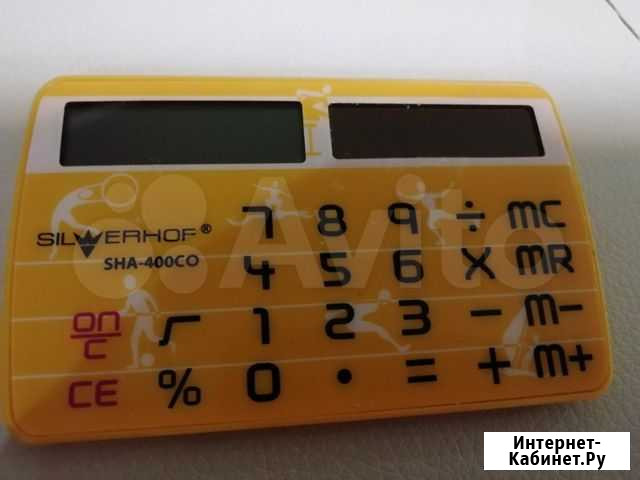 SILWERHOF®
SHA-400CO
7 8 9 ÷ MC
4 5 6 X MR
on/c √ 1 2 3 − M−
CE % 0 . = + M+
Avito
Интернет-
Кабинет.Ру